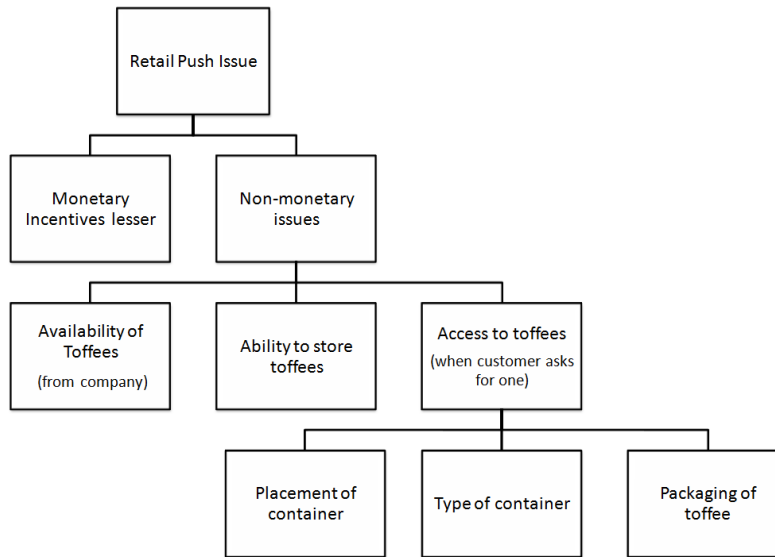 Retail Push Issue
Monetary
Incentives lesser
Non-monetary
issues
Availability of
Toffees
(from company)
Ability to store
toffees
Access to toffees
(when customer asks
for one)
Placement of
container
Type of container
Packaging of
toffee